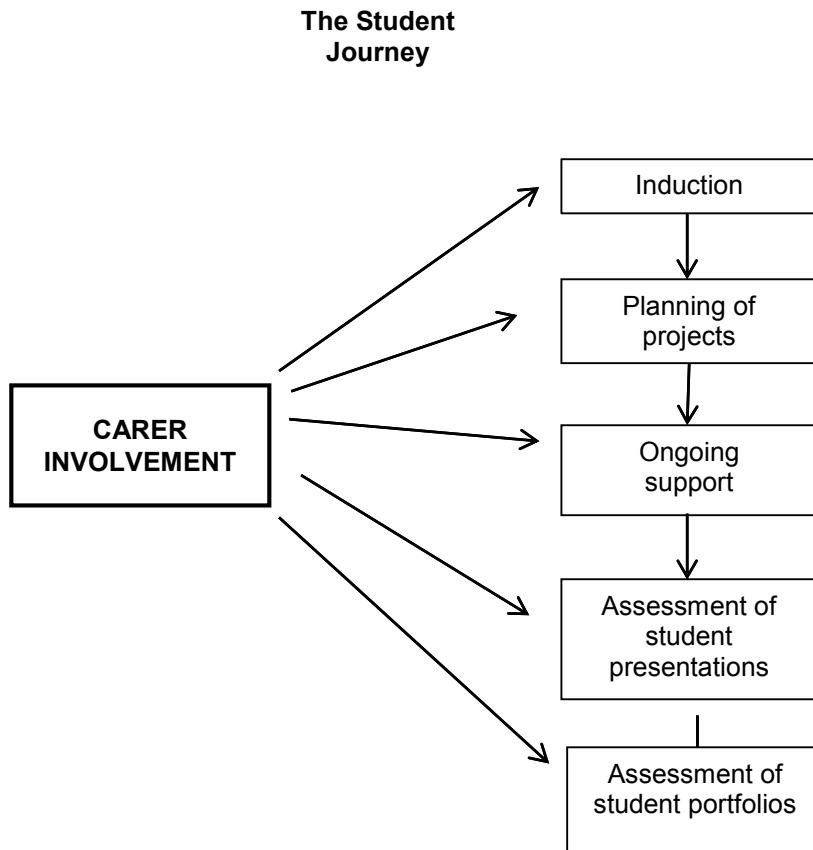 The Student
Journey
Induction
Planning of
projects
CARER
INVOLVEMENT
Ongoing
support
Assessment of
student
presentations
Assessment of
student portfolios